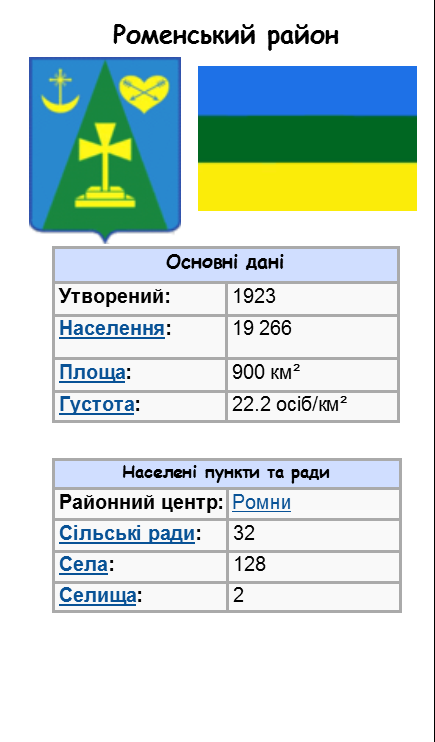 Роменський район
Основні дані
Утворений: 1923
Населення: 19 266
Площа: 900 км²
Густота: 22.2 осіб/км²
Населені пункти та ради
Районний центр: Ромни
Сільські ради: 32
Села: 128
Селища: 2